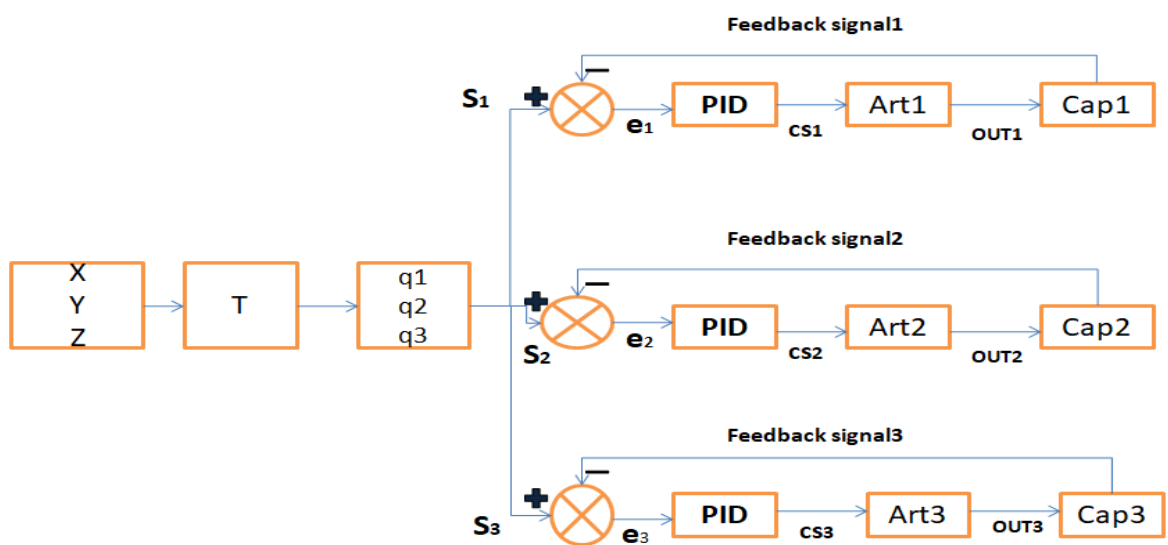 Feedback signal1
S1
e1
PID
CS1
Art1
OUT1
Cap1
Feedback signal2
X
Y
Z
T
q1
q2
q3
S2
e2
PID
CS2
Art2
OUT2
Cap2
Feedback signal3
S3
e3
PID
CS3
Art3
OUT3
Cap3